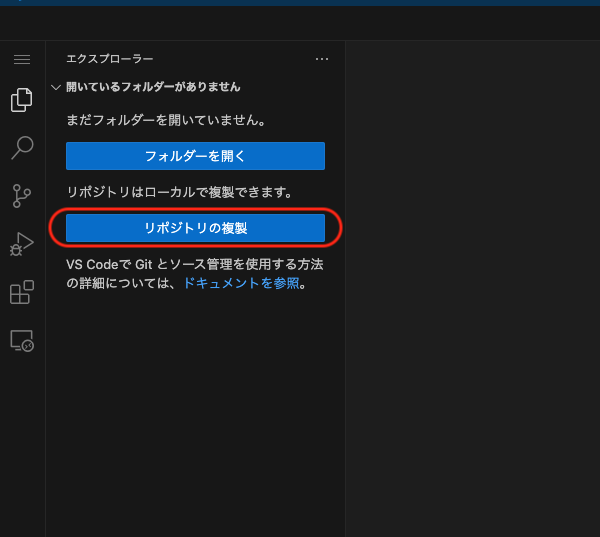 エクスプローラー
開いているフォルダーがありません
まだフォルダーを開いていません。
フォルダーを開く
リポジトリはローカルで複製できます。
リポジトリの複製
VS Codeで Git とソース管理を使用する方法
の詳細については、ドキュメントを参照。